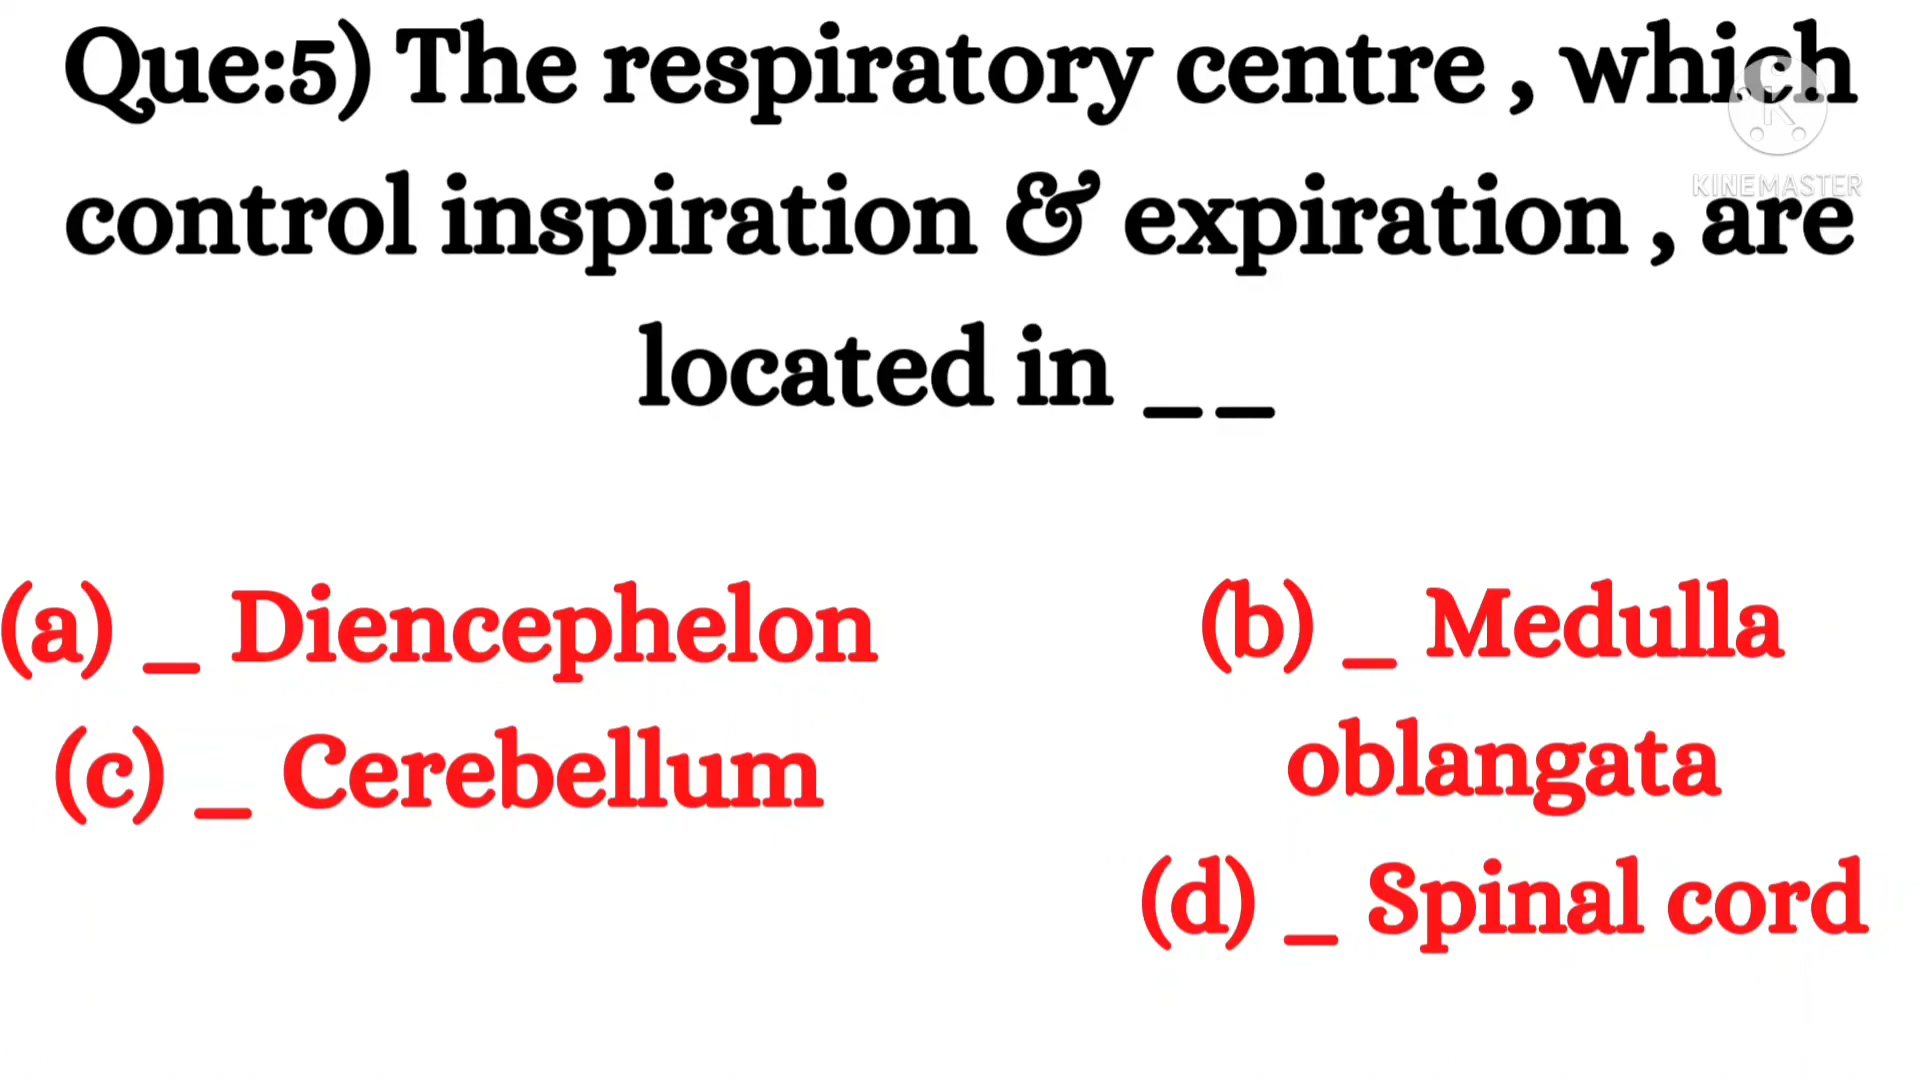 Que:5) The respiratory centre , which
control inspiration & expiration , are
located in _ _
(a) _ Diencephelon
(c) _ Cerebellum
(b) _ Medulla
oblangata
(d) _ Spinal cord
K
KINEMASTER